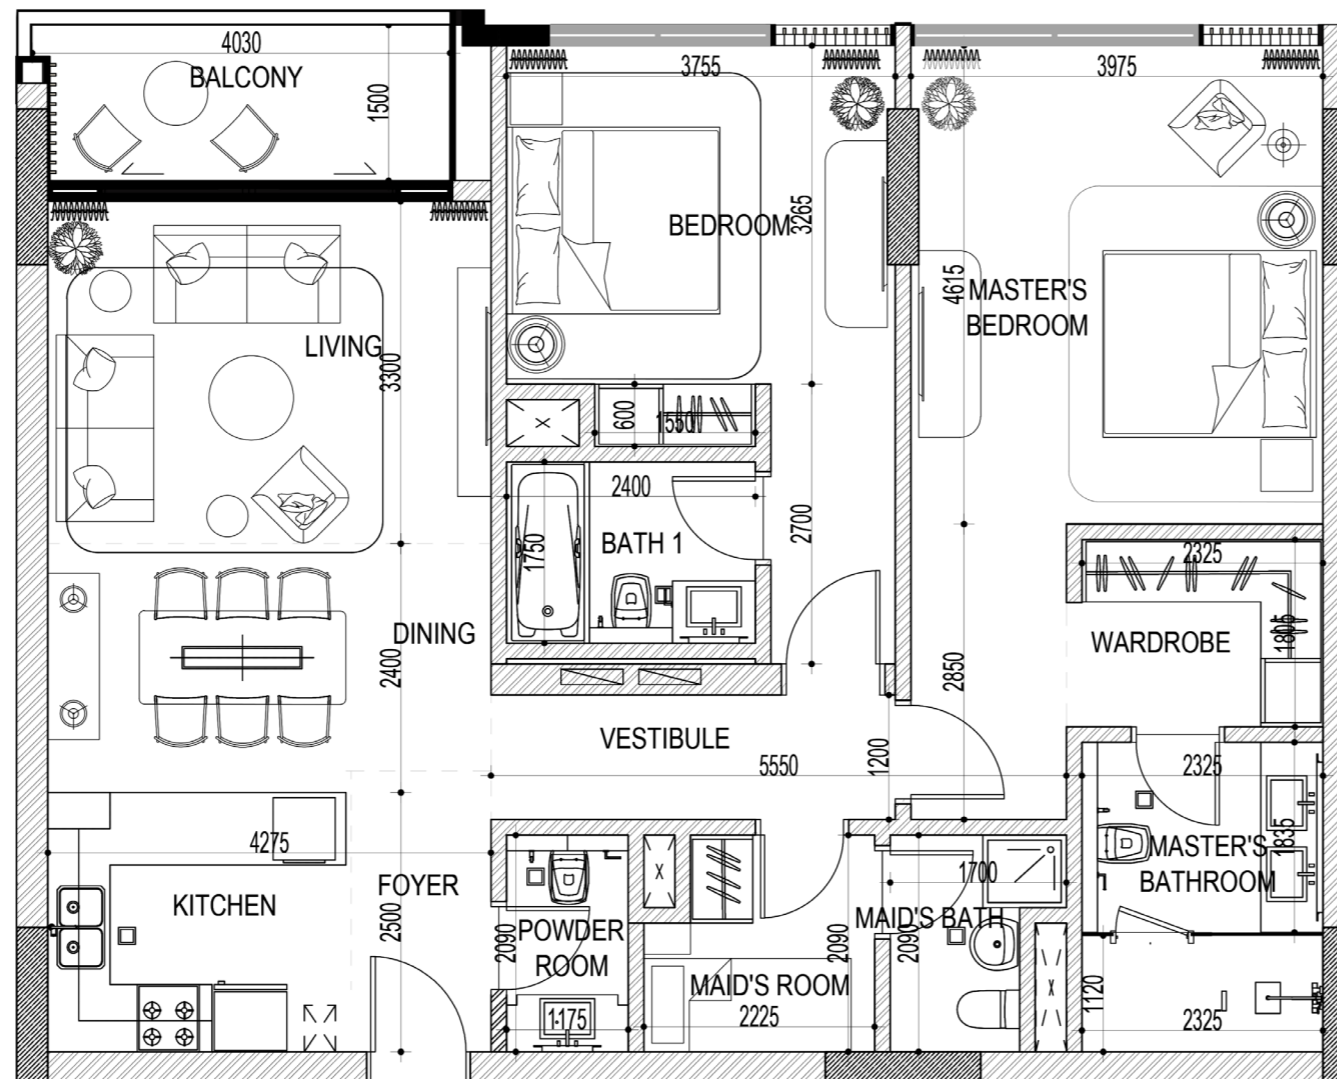 4030
BALCONY
1500
3755
3975
BEDROOM
3265
4615
MASTER'S
BEDROOM
LIVING
3300
600
1550
2400
BATH 1
1750
2700
2325
WARDROBE
1805
DINING
2400
2850
VESTIBULE
5550
1200
2325
4275
MASTER'S
BATHROOM
1835
KITCHEN
FOYER
2500
POWDER
ROOM
2090
1175
MAID'S ROOM
2225
2090
1700
MAID'S BATH
2090
1120
2325
X
X
X